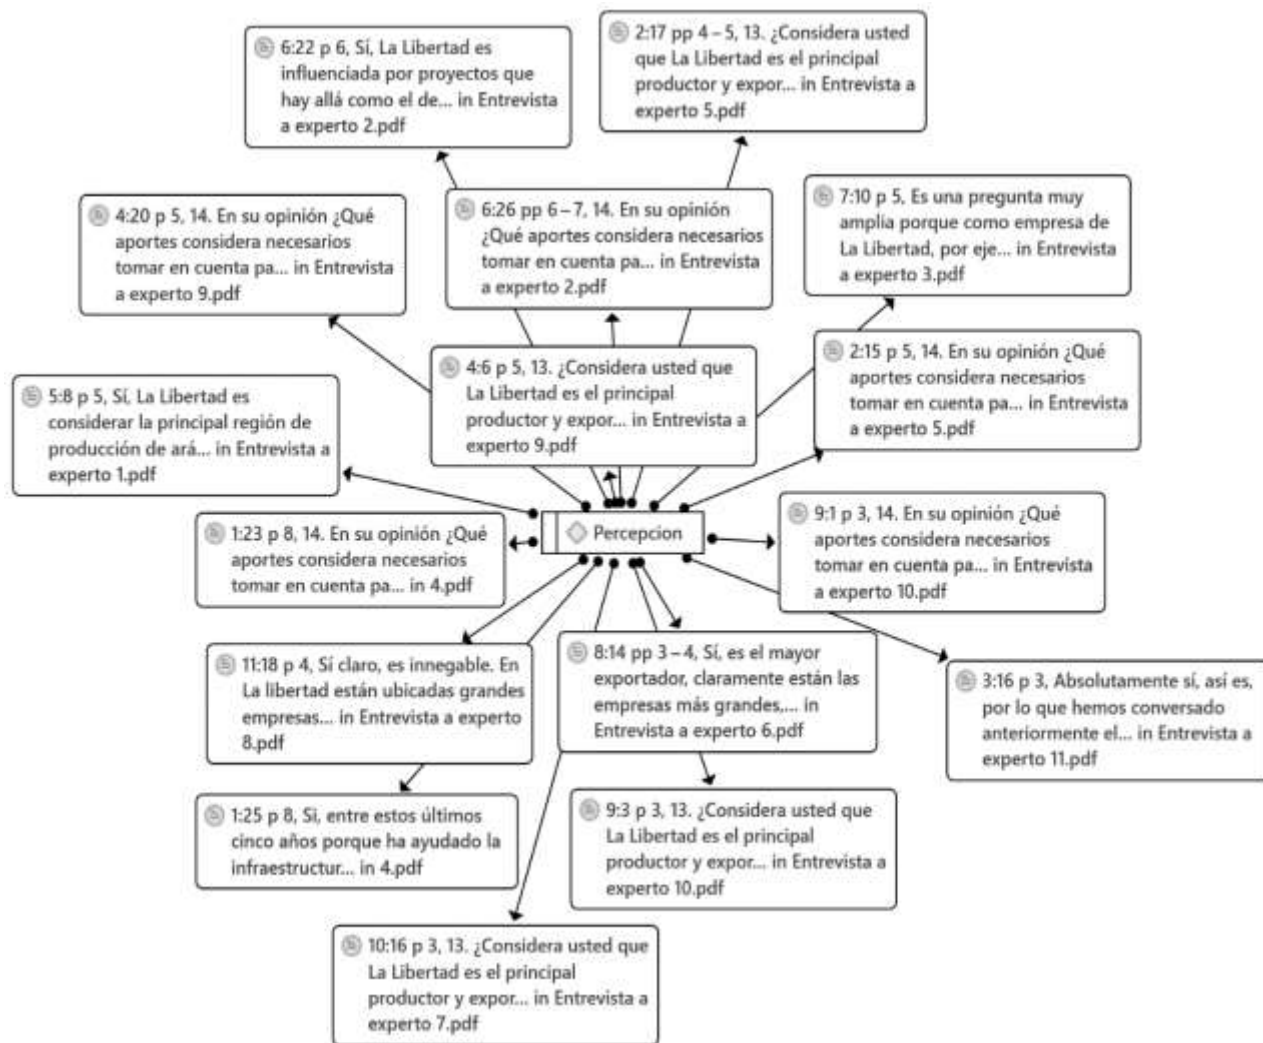 6:22 p 6, Sí, La Libertad es
influenciada por proyectos que
hay allá como el de... in Entrevista
a experto 2.pdf
2:17 pp 4 – 5, 13. ¿Considera usted
que La Libertad es el principal
productor y expor... in Entrevista a
experto 5.pdf
4:20 p 5, 14. En su opinión ¿Qué
aportes considera necesarios
tomar en cuenta pa... in Entrevista
a experto 9.pdf
6:26 pp 6 – 7, 14. En su opinión
¿Qué aportes considera necesarios
tomar en cuenta pa... in Entrevista
a experto 2.pdf
7:10 p 5, Es una pregunta muy
amplia porque como empresa de
La Libertad, por eje... in Entrevista
a experto 3.pdf
4:6 p 5, 13. ¿Considera usted que
La Libertad es el principal
productor y expor... in Entrevista a
experto 9.pdf
2:15 p 5, 14. En su opinión ¿Qué
aportes considera necesarios
tomar en cuenta pa... in Entrevista
a experto 5.pdf
5:8 p 5, Sí, La Libertad es
considerar la principal región de
producción de ará... in Entrevista a
experto 1.pdf
1:23 p 8, 14. En su opinión ¿Qué
aportes considera necesarios
tomar en cuenta pa... in 4.pdf
Percepcion
9:1 p 3, 14. En su opinión ¿Qué
aportes considera necesarios
tomar en cuenta pa... in Entrevista
a experto 10.pdf
11:18 p 4, Sí claro, es innegable. En
La libertad están ubicadas grandes
empresas... in Entrevista a experto
8.pdf
8:14 pp 3 – 4, Sí, es el mayor
exportador, claramente están las
empresas más grandes,... in
Entrevista a experto 6.pdf
3:16 p 3, Absolutamente sí, así es,
por lo que hemos conversado
anteriormente el... in Entrevista a
experto 11.pdf
1:25 p 8, Si, entre estos últimos
cinco años porque ha ayudado la
infraestructur... in 4.pdf
9:3 p 3, 13. ¿Considera usted que
La Libertad es el principal
productor y expor... in Entrevista a
experto 10.pdf
10:16 p 3, 13. ¿Considera usted que
La Libertad es el principal
productor y expor... in Entrevista a
experto 7.pdf